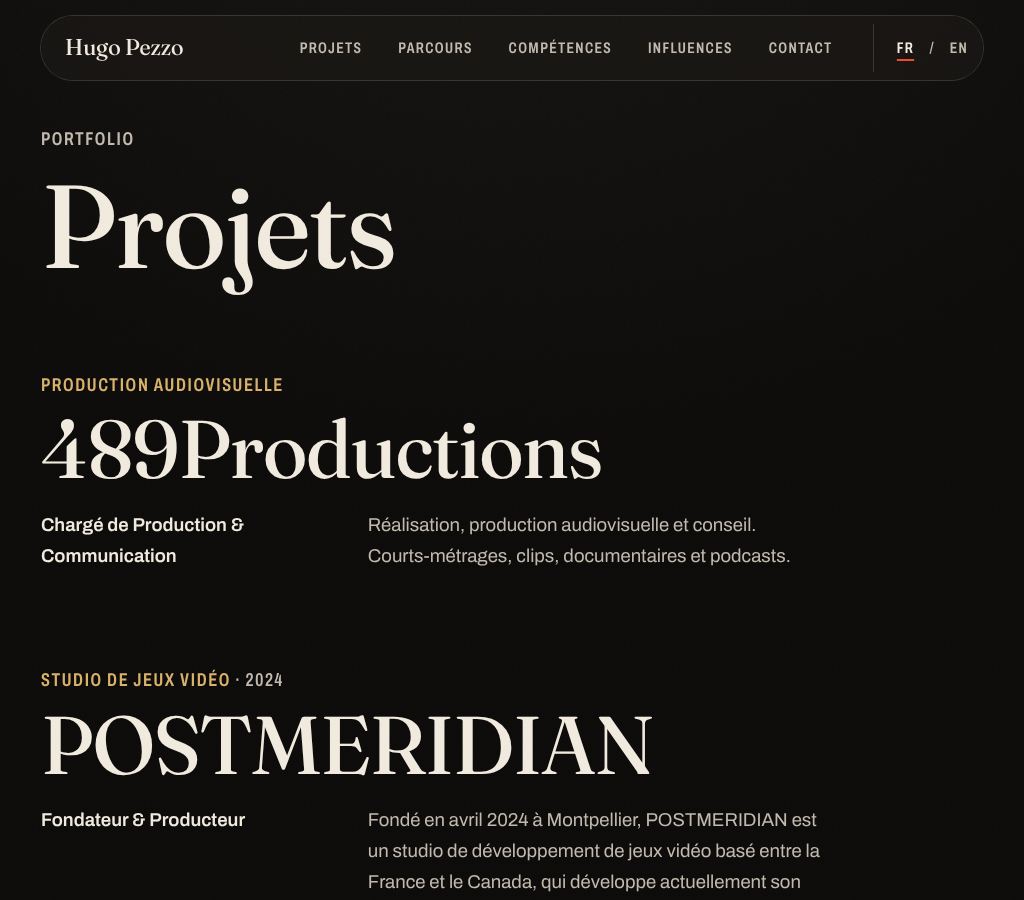 Hugo Pezzo
PROJETS
PARCOURS
COMPÉTENCES
INFLUENCES
CONTACT
FR / EN
PORTFOLIO
Projets
PRODUCTION AUDIOVISUELLE
489Productions
Chargé de Production &
Communication
Réalisation, production audiovisuelle et conseil.
Courts-métrages, clips, documentaires et podcasts.
STUDIO DE JEUX VIDÉO · 2024
POSTMERIDIAN
Fondateur & Producteur
Fondé en avril 2024 à Montpellier, POSTMERIDIAN est
un studio de développement de jeux vidéo basé entre la
France et le Canada, qui développe actuellement son